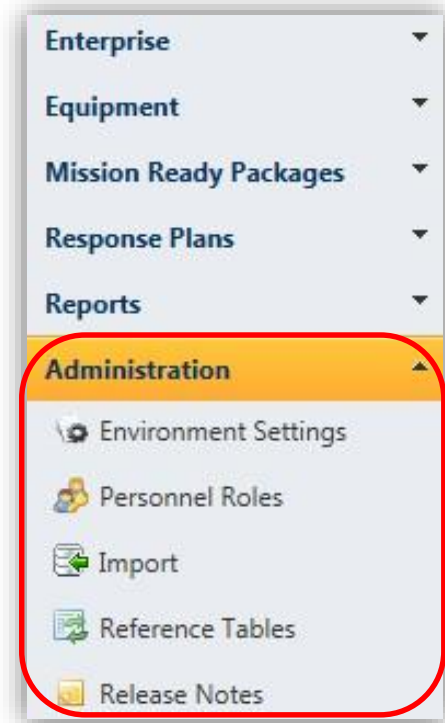 Enterprise
Equipment
Mission Ready Packages
Response Plans
Reports
Administration
Environment Settings
Personnel Roles
Import
Reference Tables
Release Notes